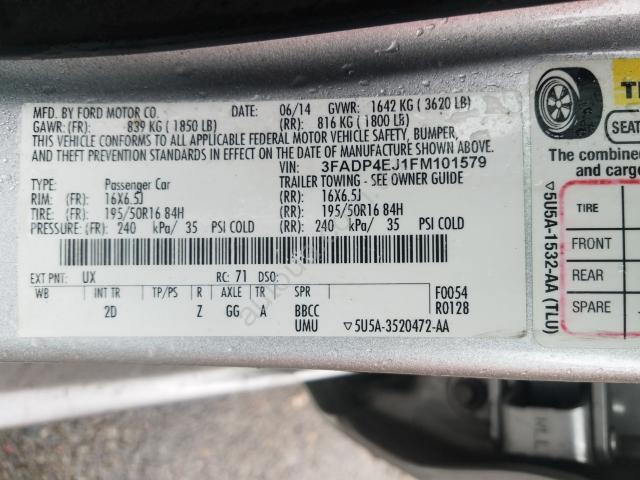 MFD. BY FORD MOTOR CO. DATE: 06/14 GVWR: 1642 KG ( 3620 LB)
GAWR: (FR): 839 KG ( 1850 LB) (RR): 816 KG ( 1800 LB)
THIS VEHICLE CONFORMS TO ALL APPLICABLE FEDERAL MOTOR VEHICLE SAFETY, BUMPER,
AND THEFT PREVENTION STANDARDS IN EFFECT ON THE DATE OF MANUFACTURE SHOWN ABOVE.
VIN: 3FADP4EJ1FM101579
TYPE: Passenger Car TRAILER TOWING - SEE OWNER GUIDE
RIM: (FR): 16X6.5J (RR): 16X6.5J
TIRE: (FR): 195/50R16 84H (RR): 195/50R16 84H
PRESSURE: (FR): 240 kPa/ 35 PSI COLD (RR): 240 kPa/ 35 PSI COLD
EXT PNT: UX RC: 71 DSO:
WB INT TR TP/PS R AXLE TR SPR F0054
2D Z GG A BBCC R0128
UMU ▽5U5A-3520472-AA
▽5U5A-1532-AA (TLU)
SEAT
The combined
and cargo
TIRE
FRONT
REAR
SPARE